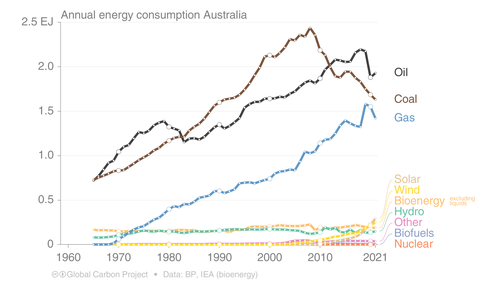 Annual energy consumption Australia
2.5 EJ
2.0
1.5
1.0
0.5
0
1960 1970 1980 1990 2000 2010 2021
Oil
Coal
Gas
Solar
Wind
Bioenergy excluding liquids
Hydro
Other
Biofuels
Nuclear
Global Carbon Project • Data: BP, IEA (bioenergy)